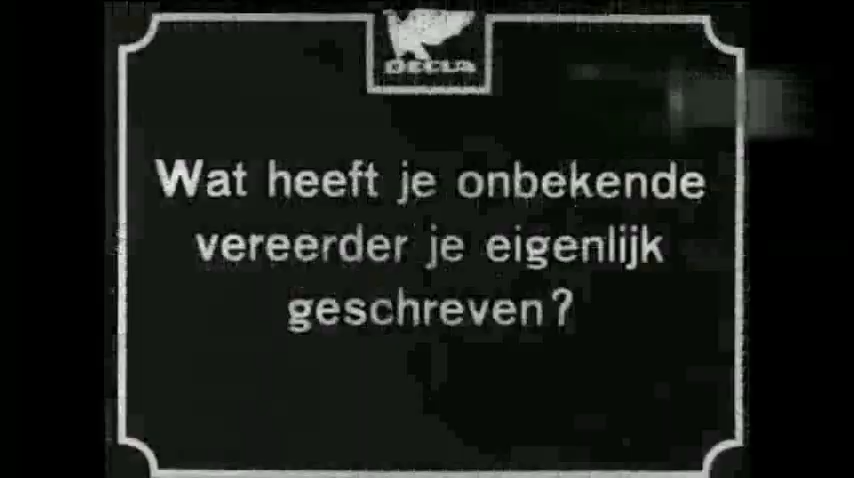 DECLA
Wat heeft je onbekende
vereerder je eigenlijk
geschreven?